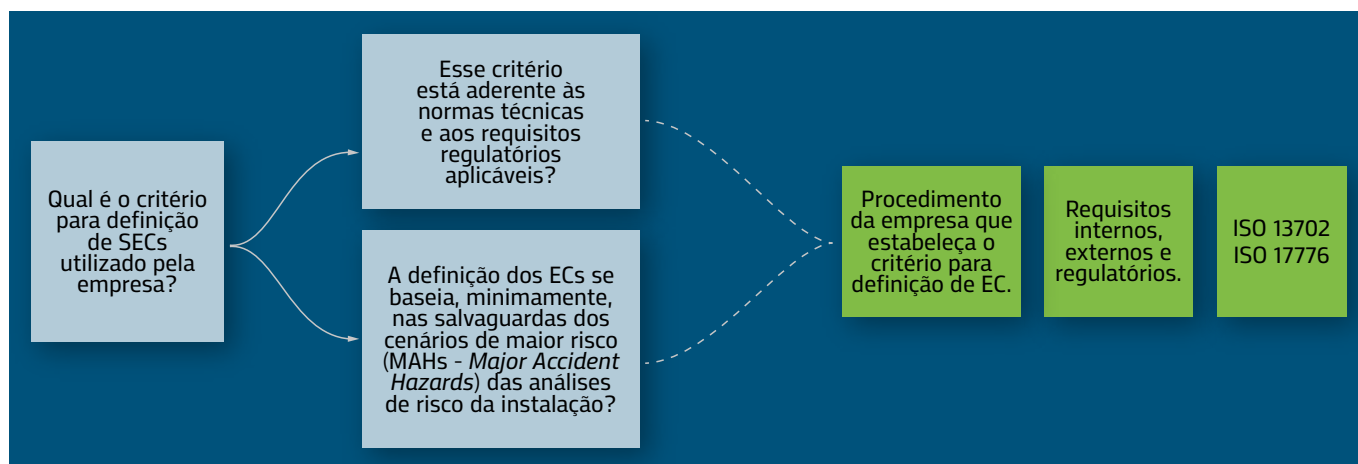 Qual é o critério
para definição
de SECs
utilizado pela
empresa?
Esse critério
está aderente às
normas técnicas
e aos requisitos
regulatórios
aplicáveis?
A definição dos ECs se
baseia, minimamente,
nas salvaguardas dos
cenários de maior risco
(MAHs - Major Accident
Hazards) das análises
de risco da instalação?
Procedimento
da empresa que
estabeleça o
critério para
definição de EC.
Requisitos
internos,
externos e
regulatórios.
ISO 13702
ISO 17776